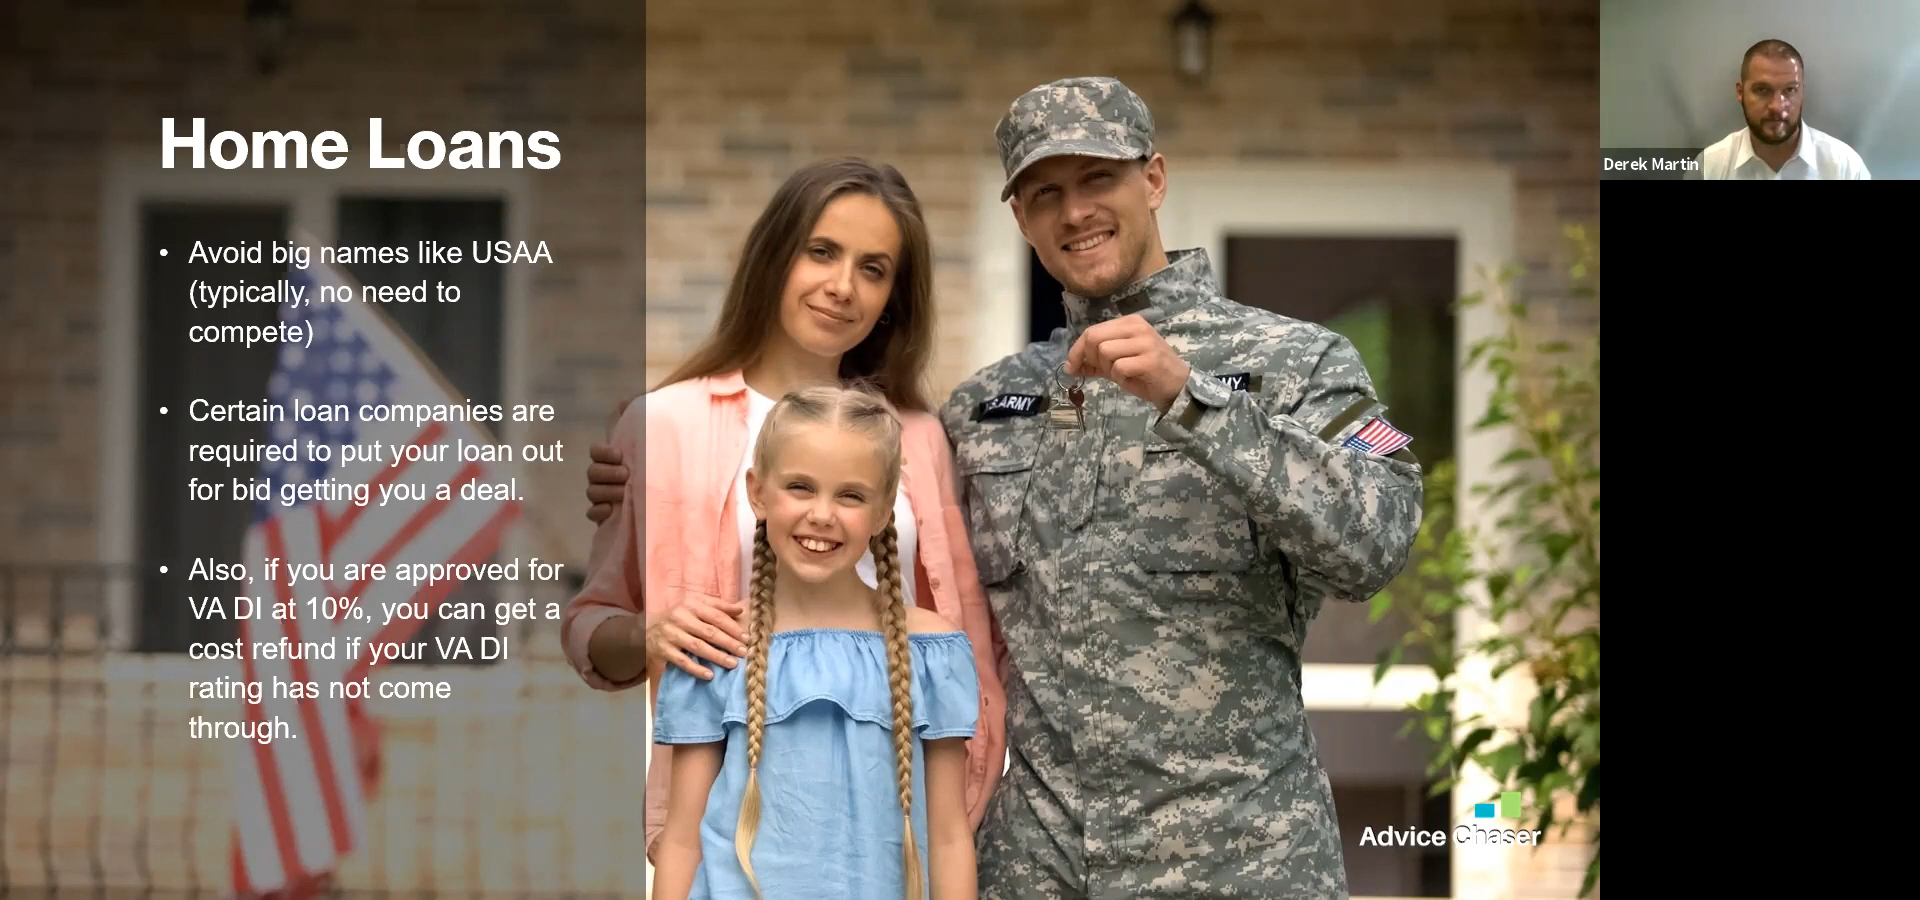 Home Loans
• Avoid big names like USAA
(typically, no need to
compete)
• Certain loan companies are
required to put your loan out
for bid getting you a deal.
• Also, if you are approved for
VA DI at 10%, you can get a
cost refund if your VA DI
rating has not come
through.
Derek Martin
U.S. ARMY
MY
Advice Chaser